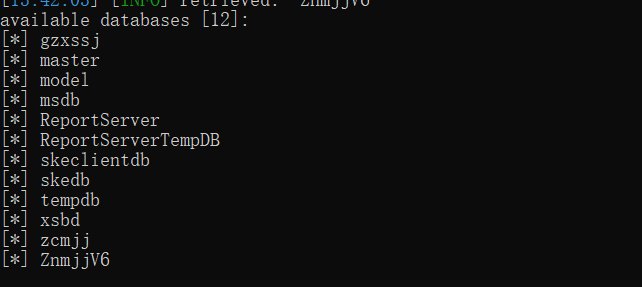 [13:42:03] [INFO] retrieved: ZnmjjV6
available databases [12]:
[*] gzxssj
[*] master
[*] model
[*] msdb
[*] ReportServer
[*] ReportServerTempDB
[*] skeclientdb
[*] skedb
[*] tempdb
[*] xsbd
[*] zcmjj
[*] ZnmjjV6